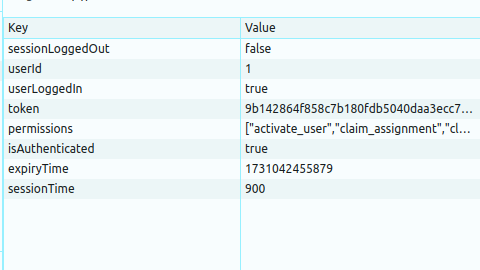 Key Value
sessionLoggedOut false
userId 1
userLoggedIn true
token 9b142864f858c7b180fdb5040daa3ecc7...
permissions ["activate_user","claim_assignment","cl...
isAuthenticated true
expiryTime 1731042455879
sessionTime 900